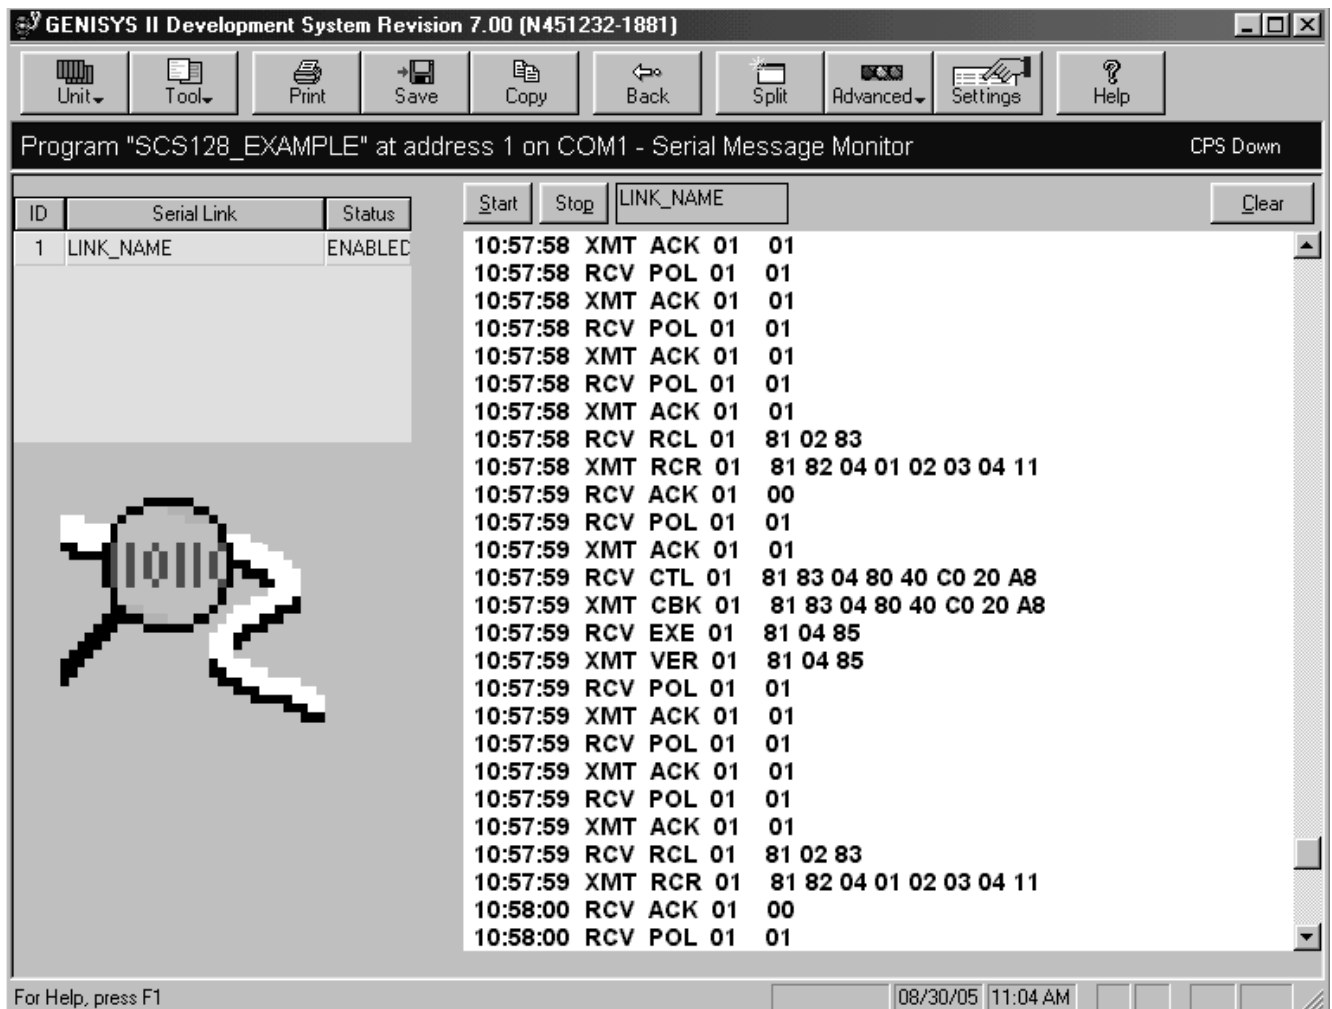 GENISYS II Development System Revision 7.00 (N451232-1881)
Unit Tool Print Save Copy Back Split Advanced Settings Help
Program "SCS128_EXAMPLE" at address 1 on COM1 - Serial Message Monitor CPS Down
ID Serial Link Status
1 LINK_NAME ENABLED
Start Stop LINK_NAME Clear
10:57:58 XMT ACK 01 01
10:57:58 RCV POL 01 01
10:57:58 XMT ACK 01 01
10:57:58 RCV POL 01 01
10:57:58 XMT ACK 01 01
10:57:58 RCV POL 01 01
10:57:58 XMT ACK 01 01
10:57:58 RCV RCL 01 81 02 83
10:57:58 XMT RCR 01 81 82 04 01 02 03 04 11
10:57:59 RCV ACK 01 00
10:57:59 RCV POL 01 01
10:57:59 XMT ACK 01 01
10:57:59 RCV CTL 01 81 83 04 80 40 C0 20 A8
10:57:59 XMT CBK 01 81 83 04 80 40 C0 20 A8
10:57:59 RCV EXE 01 81 04 85
10:57:59 XMT VER 01 81 04 85
10:57:59 RCV POL 01 01
10:57:59 XMT ACK 01 01
10:57:59 RCV POL 01 01
10:57:59 XMT ACK 01 01
10:57:59 RCV POL 01 01
10:57:59 XMT ACK 01 01
10:57:59 RCV RCL 01 81 02 83
10:57:59 XMT RCR 01 81 82 04 01 02 03 04 11
10:58:00 RCV ACK 01 00
10:58:00 RCV POL 01 01
For Help, press F1 08/30/05 11:04 AM